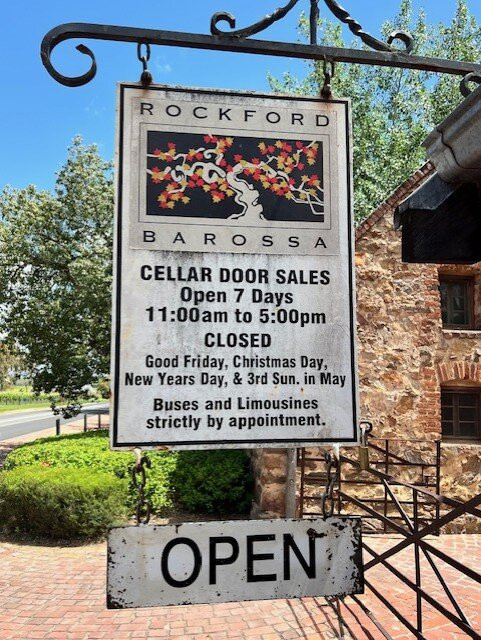 ROCKFORD
BAROSSA
CELLAR DOOR SALES
Open 7 Days
11:00am to 5:00pm
CLOSED
Good Friday, Christmas Day,
New Years Day, & 3rd Sun. in May
Buses and Limousines
strictly by appointment.
OPEN